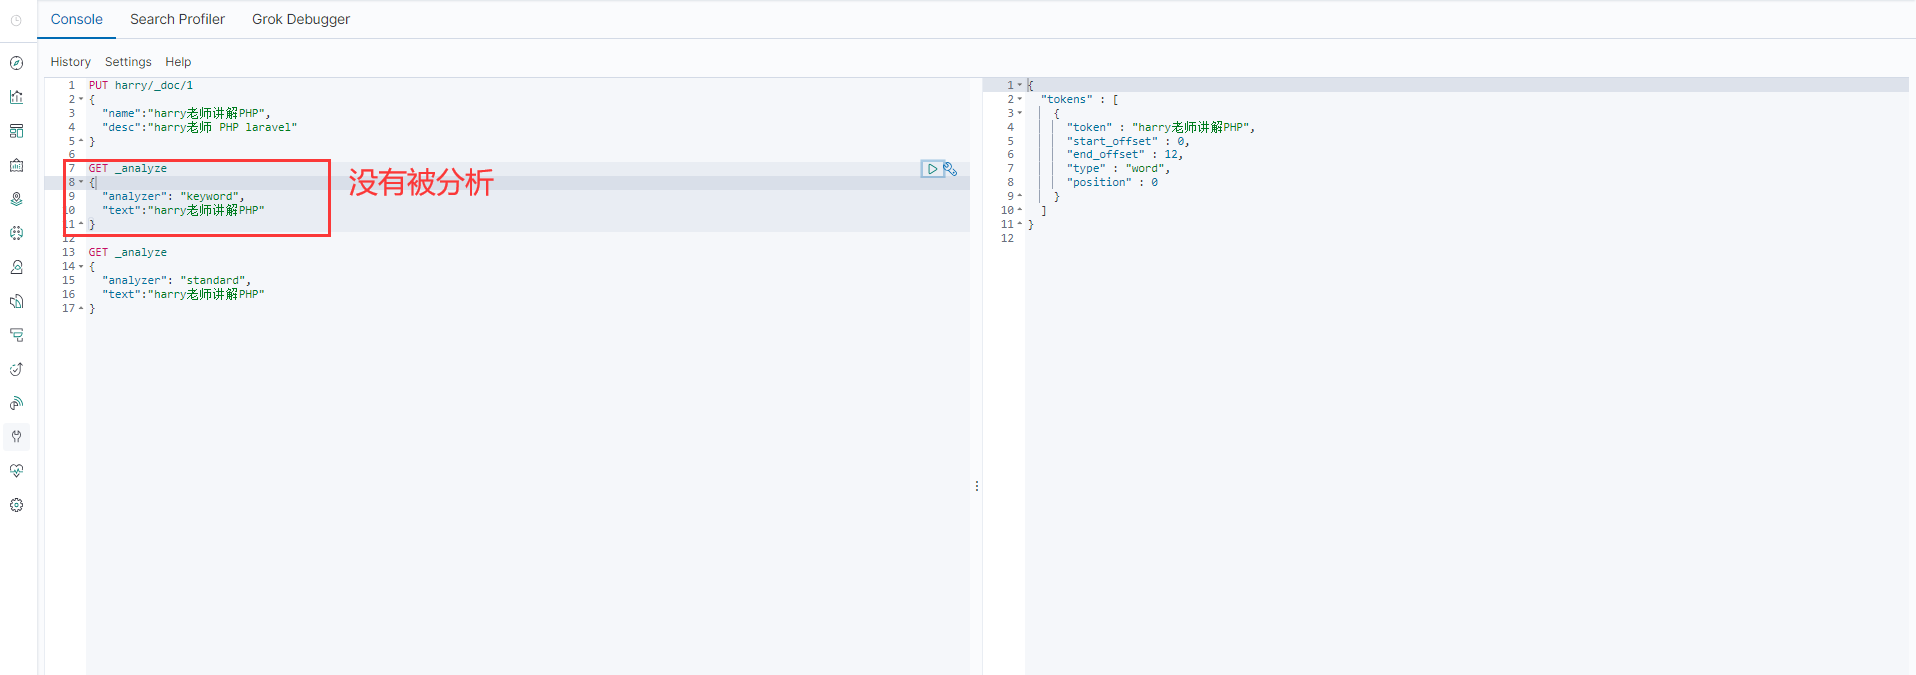 Console Search Profiler Grok Debugger
History Settings Help
1 PUT harry/_doc/1
2 {
3 "name":"harry老师讲解PHP",
4 "desc":"harry老师 PHP laravel"
5 }
6
7 GET _analyze
8 {
9 "analyzer": "keyword",
10 "text":"harry老师讲解PHP"
11 }
12
13 GET _analyze
14 {
15 "analyzer": "standard",
16 "text":"harry老师讲解PHP"
17 }
没有被分析
1 {
2 "tokens" : [
3 {
4 "token" : "harry老师讲解PHP",
5 "start_offset" : 0,
6 "end_offset" : 12,
7 "type" : "word",
8 "position" : 0
9 }
10 ]
11 }
12